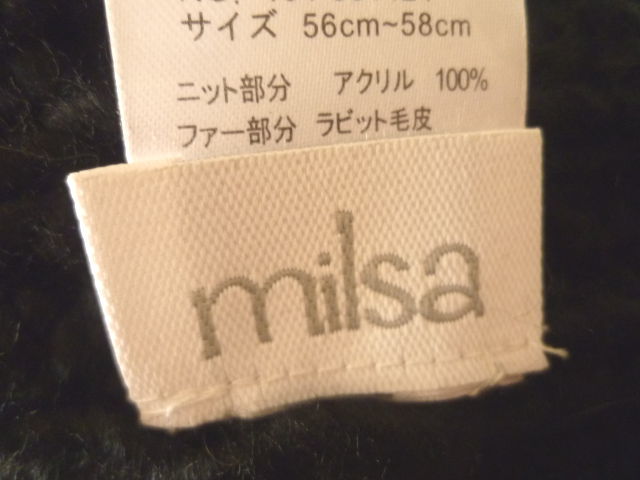 サイズ 56cm~58cm
ニット部分 アクリル 100%
ファー部分 ラビット毛皮
milsa